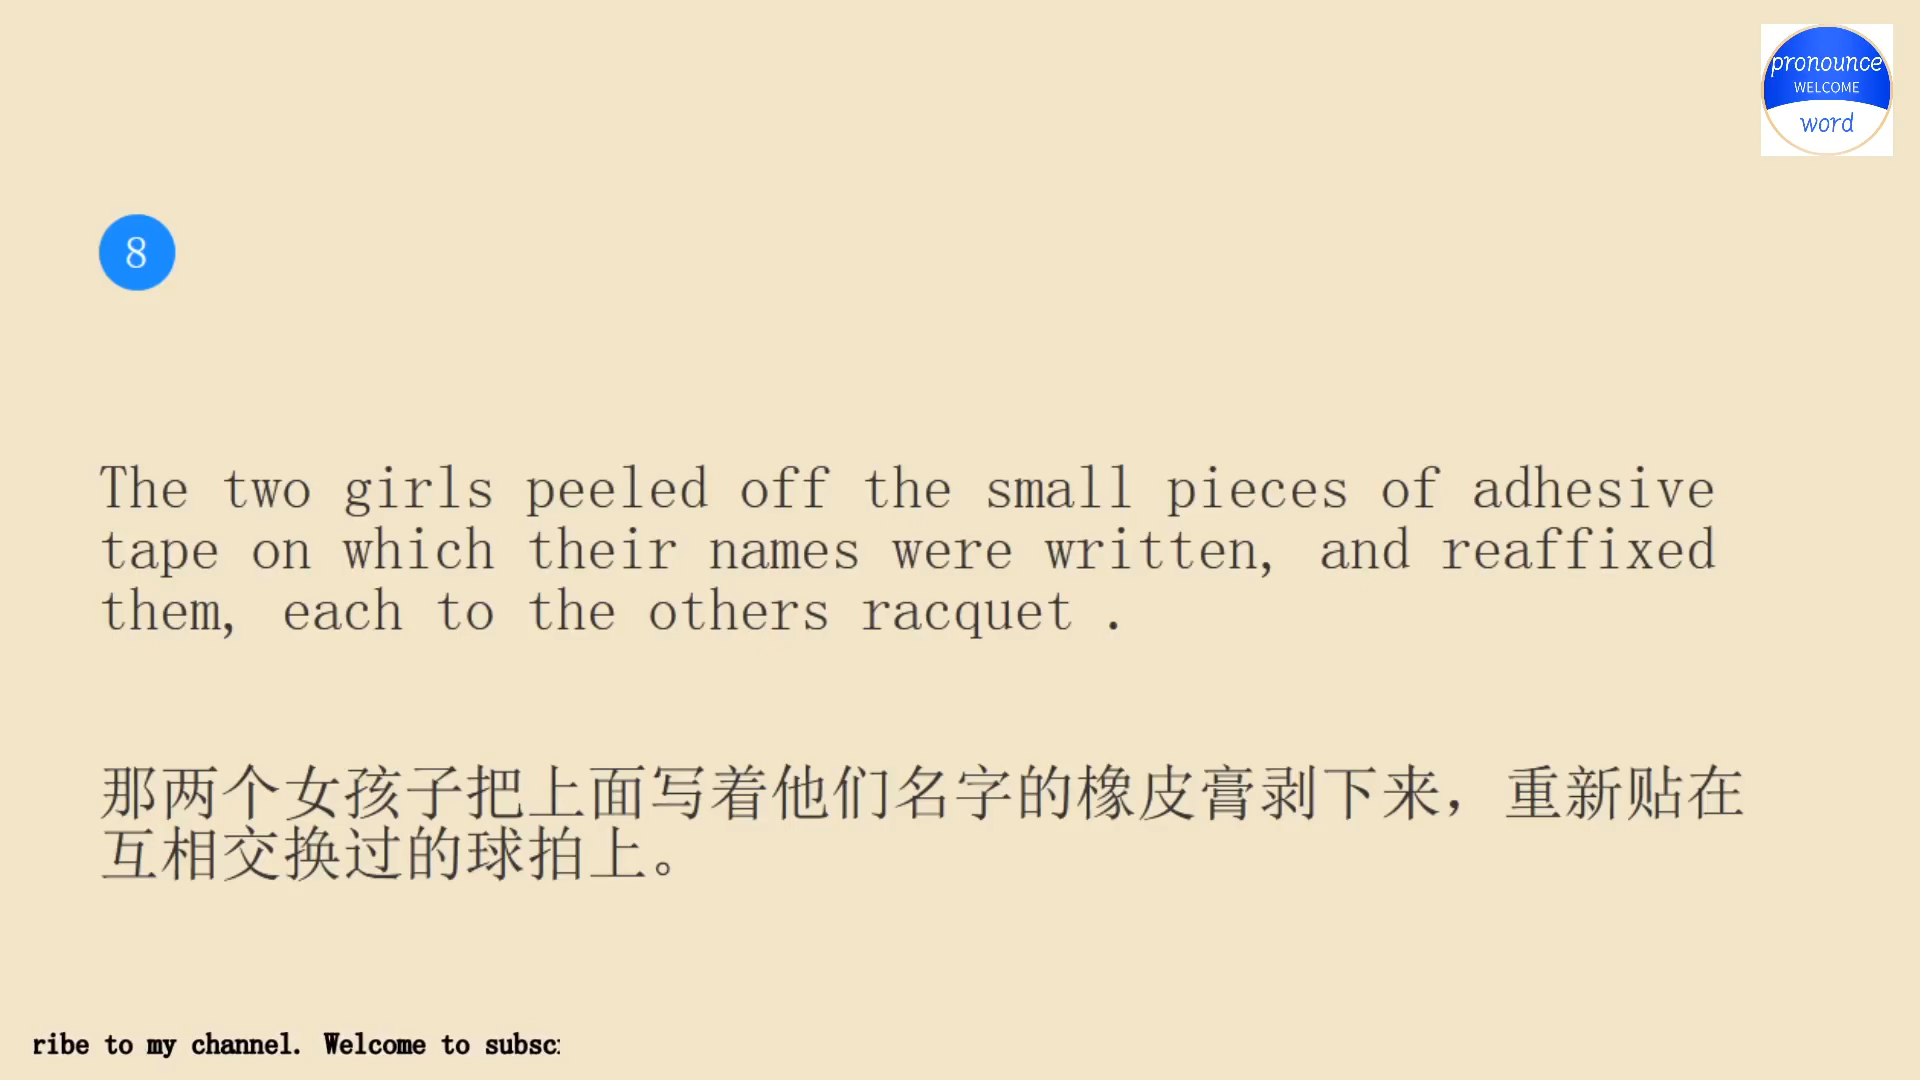 pronounce
WELCOME
word
8
The two girls peeled off the small pieces of adhesive
tape on which their names were written, and reaffixed
them, each to the others racquet .
那两个女孩子把上面写着他们名字的橡皮膏剥下来，重新贴在
互相交换过的球拍上。
ribe to my channel. Welcome to subsc